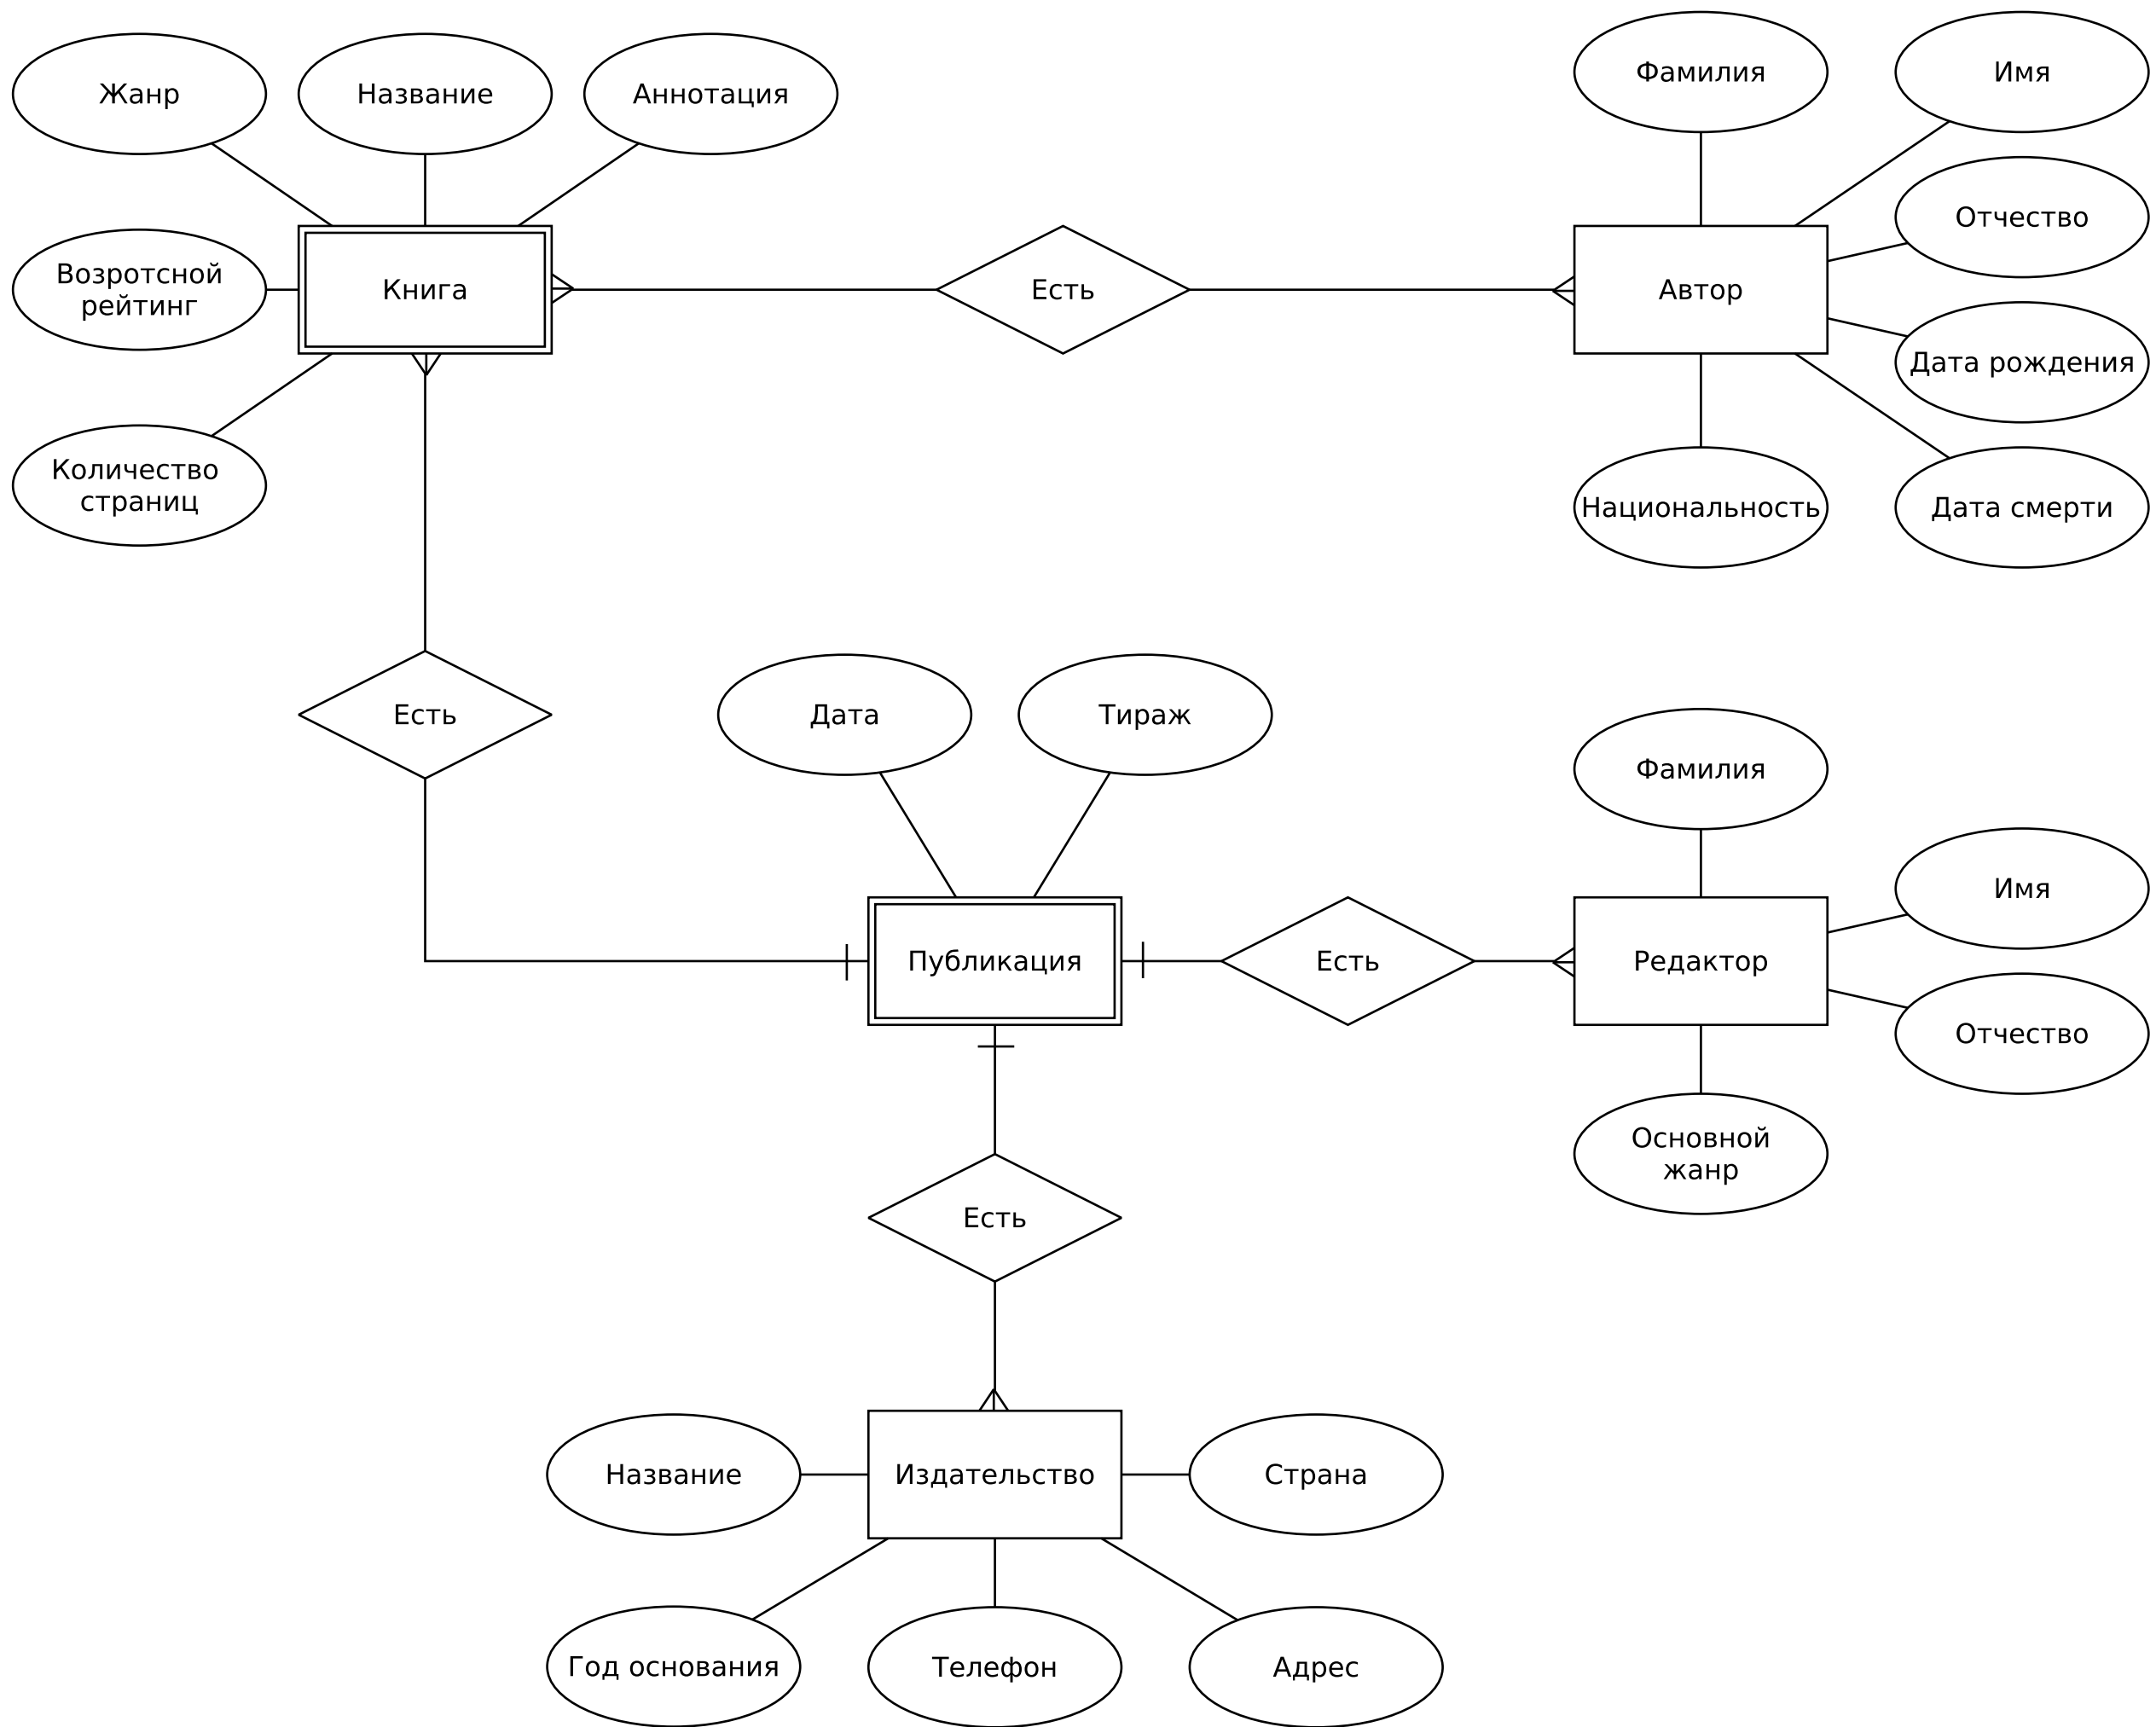 Фамилия
Имя
Жанр
Название
Аннотация
Отчество
Возротсной
рейтинг
Книга
Есть
Автор
Дата рождения
Количество
страниц
Национальность
Дата смерти
Есть
Дата
Тираж
Фамилия
Имя
Публикация
Есть
Редактор
Отчество
Основной
жанр
Есть
Название
Издательство
Страна
Год основания
Телефон
Адрес